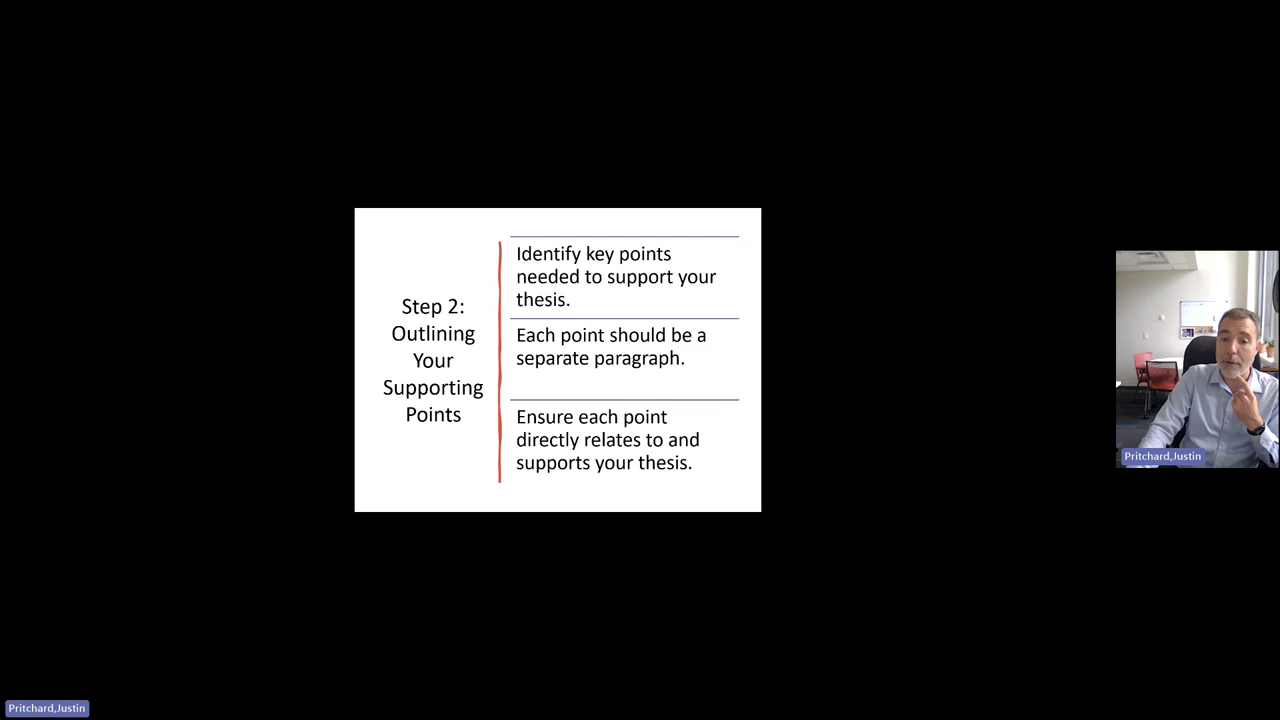 Step 2:
Outlining
Your
Supporting
Points
Identify key points
needed to support your
thesis.
Each point should be a
separate paragraph.
Ensure each point
directly relates to and
supports your thesis.
Pritchard,Justin
Pritchard,Justin